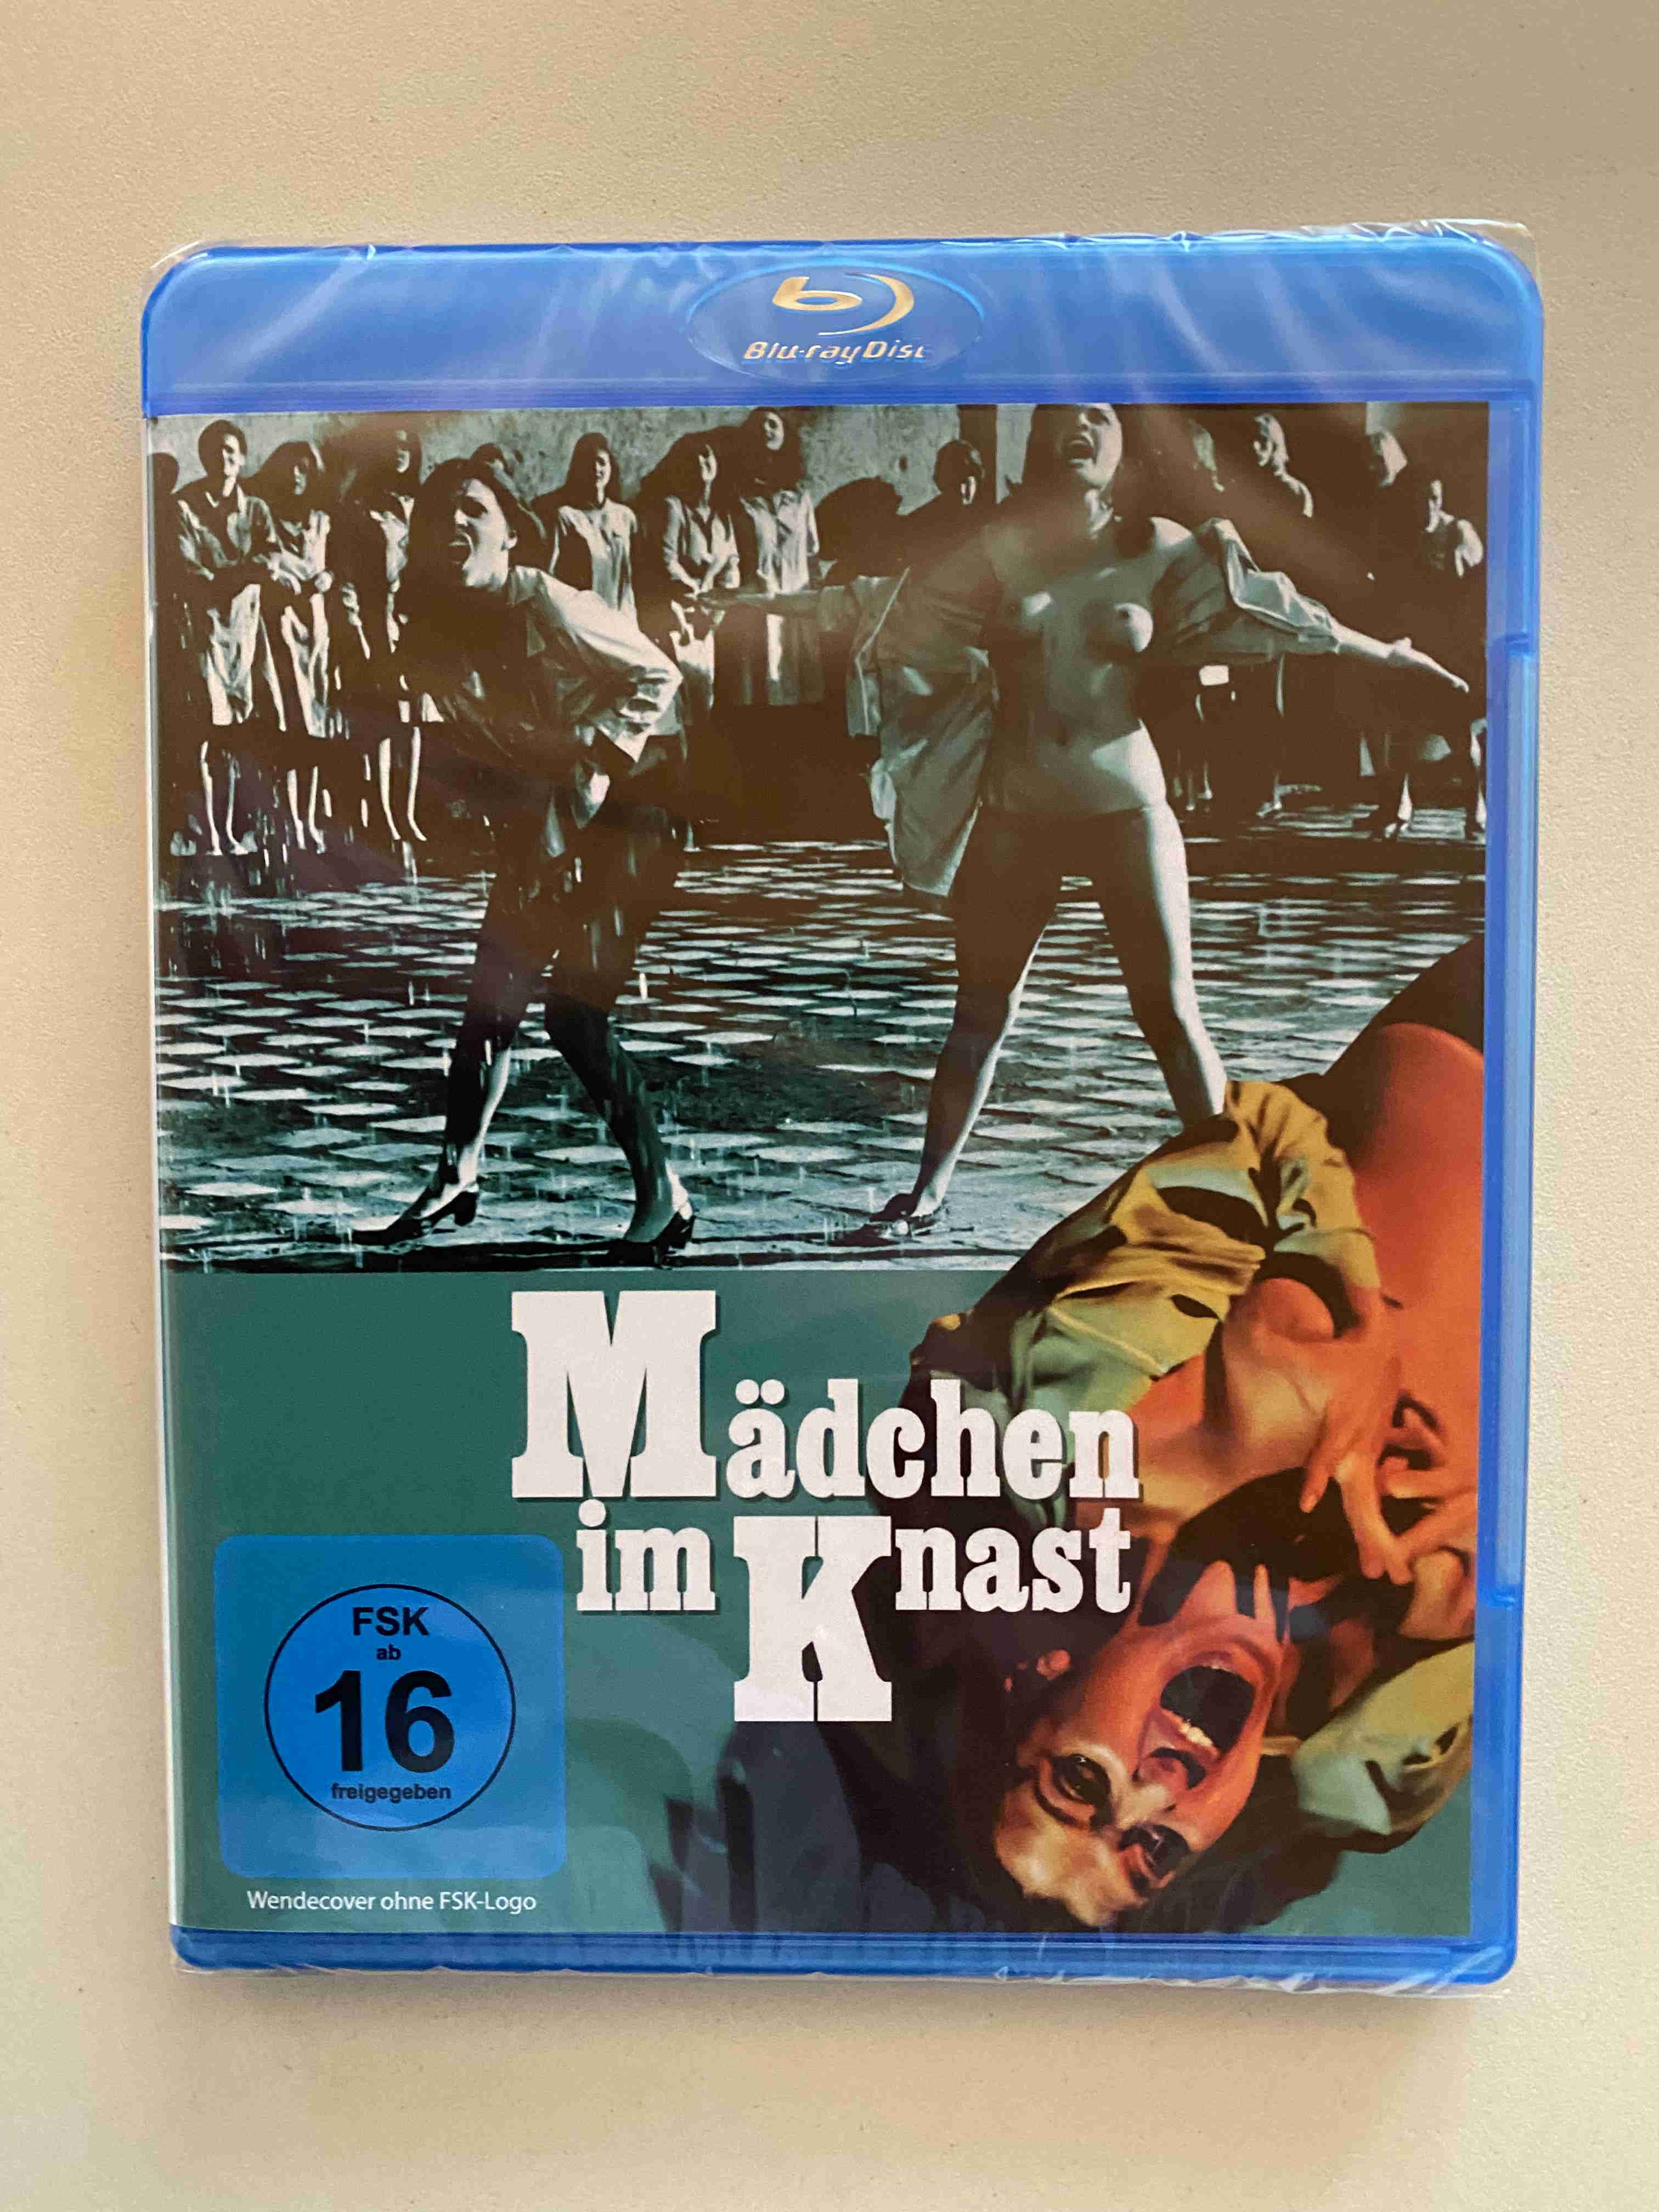 Blu-ray Disc
Mädchen
im Knast
FSK
ab
16
freigegeben
Wendecover ohne FSK-Logo